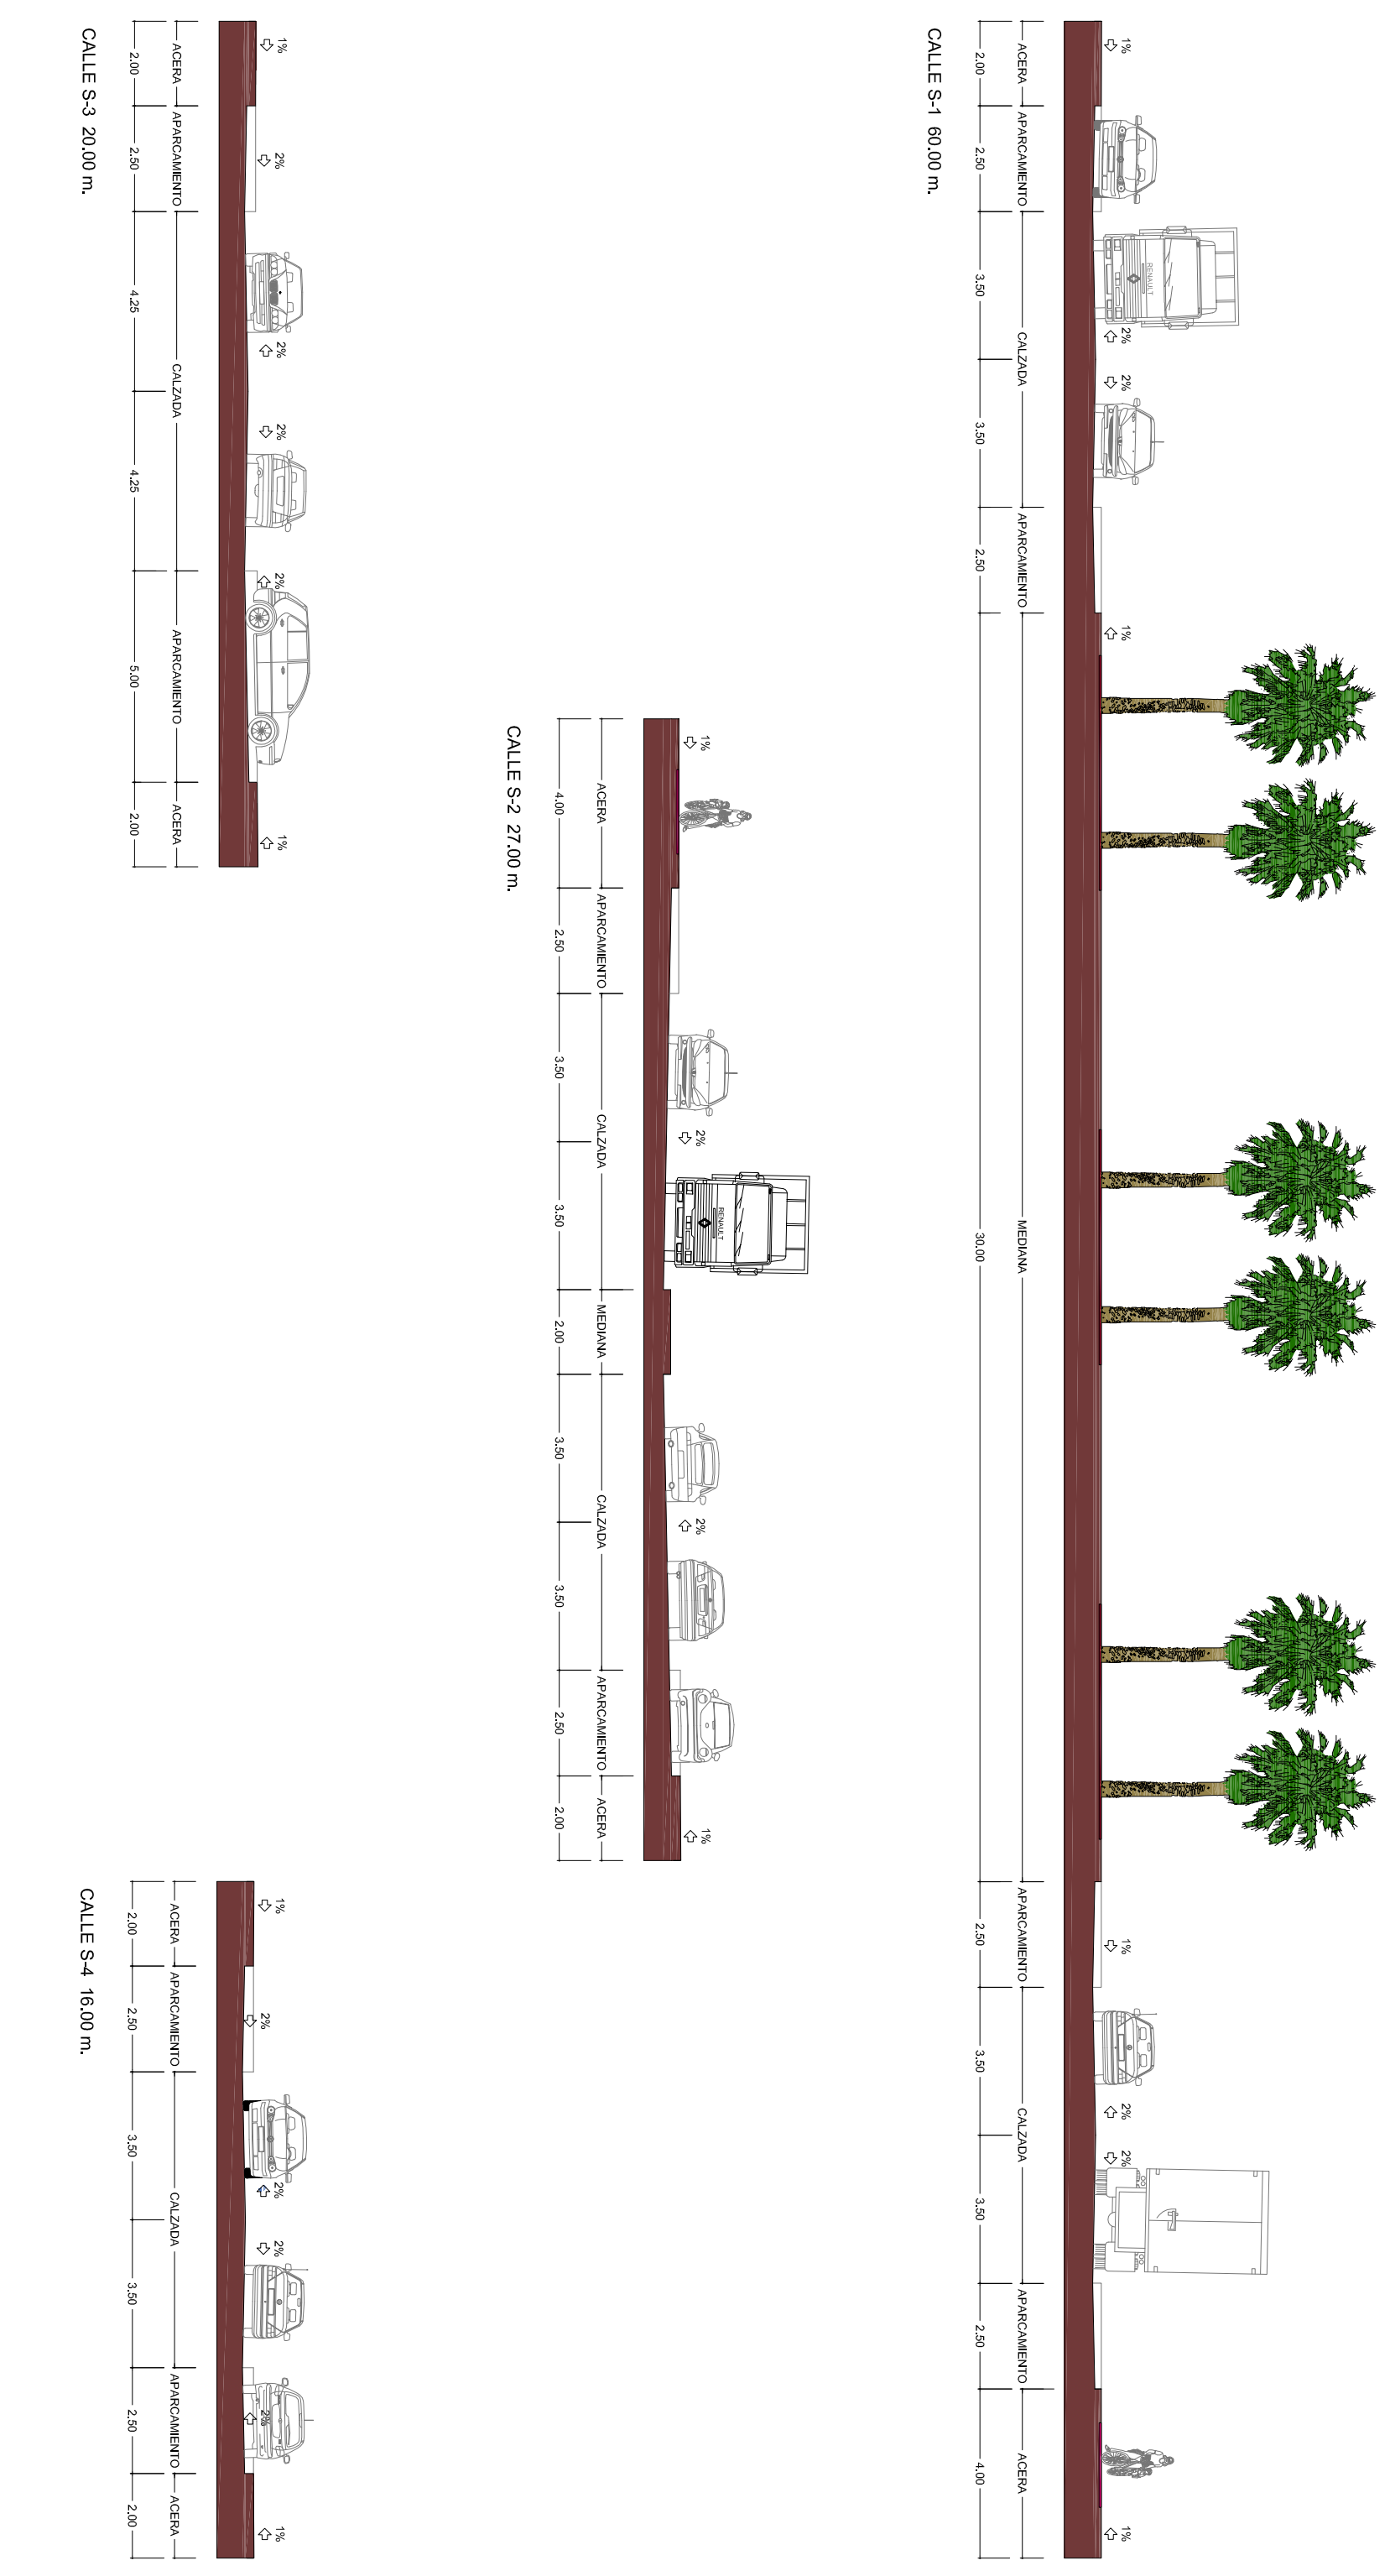 1%
2%
2%
1%
1%
2%
2%
1%
RENAULT
ACERA
APARCAMIENTO
CALZADA
APARCAMIENTO
MEDIANA
APARCAMIENTO
CALZADA
APARCAMIENTO
ACERA
2.00
2.50
3.50
3.50
2.50
30.00
2.50
3.50
3.50
2.50
4.00
CALLE S-1 60.00 m.
1%
2%
2%
1%
RENAULT
ACERA
APARCAMIENTO
CALZADA
MEDIANA
CALZADA
APARCAMIENTO
ACERA
4.00
2.50
3.50
3.50
2.00
3.50
3.50
2.50
2.00
CALLE S-2 27.00 m.
1%
2%
2%
2%
2%
1%
ACERA
APARCAMIENTO
CALZADA
APARCAMIENTO
ACERA
2.00
2.50
4.25
4.25
5.00
2.00
CALLE S-3 20.00 m.
1%
2%
2%
2%
2%
1%
ACERA
APARCAMIENTO
CALZADA
APARCAMIENTO
ACERA
2.00
2.50
3.50
3.50
2.50
2.00
CALLE S-4 16.00 m.